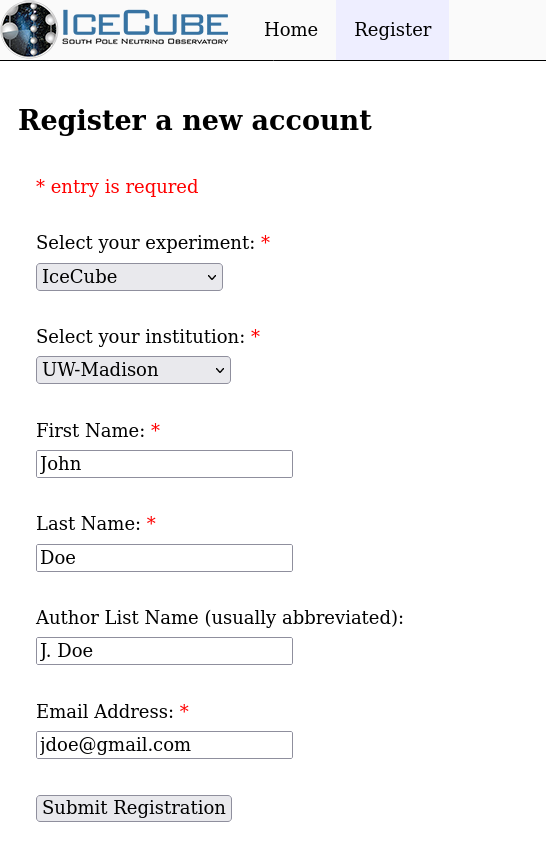 ICECUBE
SOUTH POLE NEUTRINO OBSERVATORY
Home
Register
Register a new account
* entry is requred
Select your experiment: *
IceCube
Select your institution: *
UW-Madison
First Name: *
John
Last Name: *
Doe
Author List Name (usually abbreviated):
J. Doe
Email Address: *
jdoe@gmail.com
Submit Registration